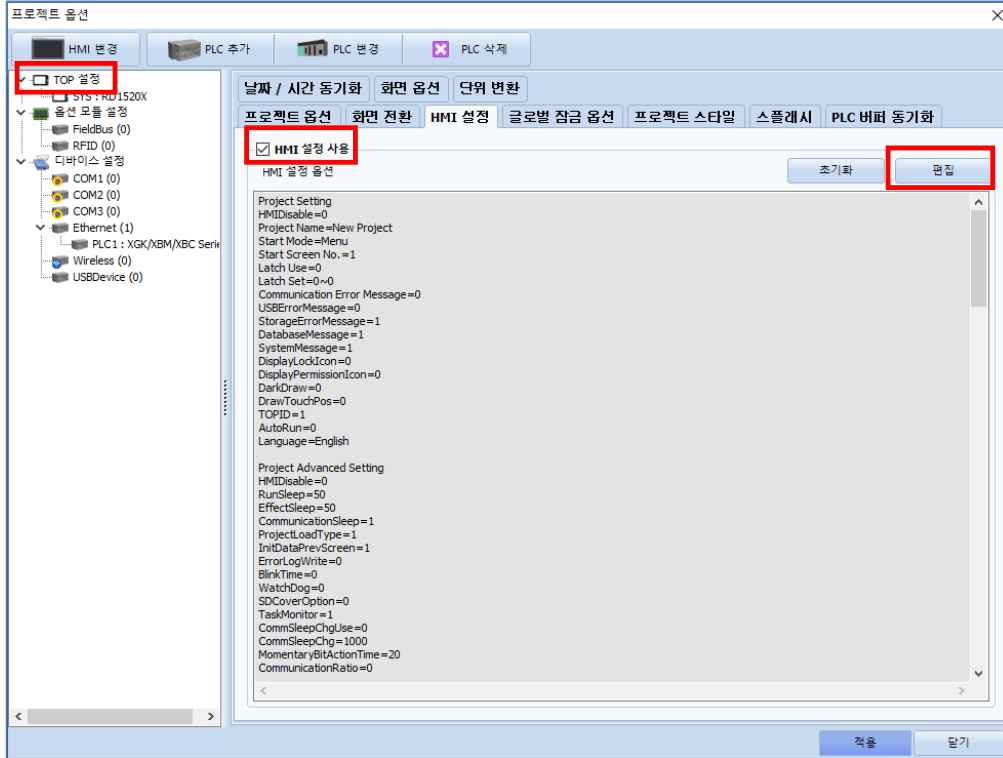 프로젝트 옵션
HMI 변경
PLC 추가
PLC 변경
PLC 삭제
TOP 설정
SYS : RD1520X
옵션 모듈 설정
FieldBus (0)
RFID (0)
디바이스 설정
COM1 (0)
COM2 (0)
COM3 (0)
Ethernet (1)
PLC1 : XGK/XBM/XBC Serie
Wireless (0)
USBDevice (0)
날짜 / 시간 동기화 화면 옵션 단위 변환
프로젝트 옵션 화면 전환 HMI 설정 글로벌 잠금 옵션 프로젝트 스타일 스플래시 PLC 버퍼 동기화
HMI 설정 사용
HMI 설정 옵션
초기화
편집
Project Setting
HMIDisable=0
Project Name=New Project
Start Mode=Menu
Start Screen No.=1
Latch Use=0
Latch Set=0~0
Communication Error Message=0
USBErrorMessage=0
StorageErrorMessage=1
DatabaseMessage=1
SystemMessage=1
DisplayLockIcon=0
DisplayPermissionIcon=0
DarkDraw=0
DrawTouchPos=0
TOPID=1
AutoRun=0
Language=English
Project Advanced Setting
HMIDisable=0
RunSleep=50
EffectSleep=50
CommunicationSleep=1
ProjectLoadType=1
InitDataPrevScreen=1
ErrorLogWrite=0
BlinkTime=0
WatchDog=0
SDCoverOption=0
TaskMonitor=1
CommSleepChgUse=0
CommSleepChg=1000
MomentaryBitActionTime=20
CommunicationRatio=0
적용
닫기